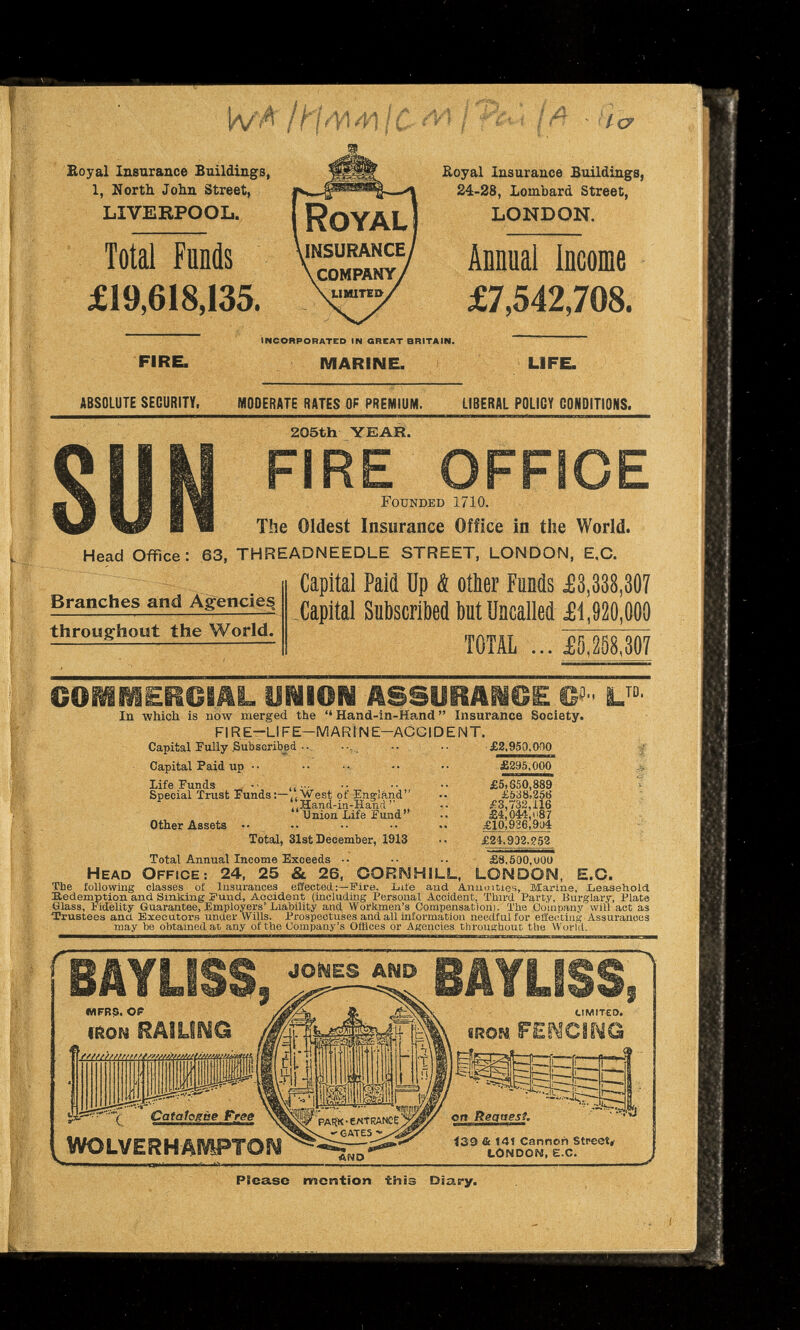 Royal Insurance Buildings,
1, North John Street,
LIVERPOOL.
Total Funds
£19,618,135.
ROYAL
INSURANCE
COMPANY
LIMITED
Royal Insurance Buildings,
24-28, Lombard Street,
LONDON.
Annual Income
£7,542,708.
INCORPORATED IN GREAT BRITAIN.
FIRE. MARINE. LIFE.
ABSOLUTE SECURITY, MODERATE RATES OF PREMIUM. LIBERAL POLICY CONDITIONS.
205th YEAR.
SUN FIRE OFFICE
FOUNDED 1710.
The Oldest Insurance Office in the World.
Head Office: 63, THREADNEEDLE STREET, LONDON, E.C.
Branches and Agencies
throughout the World.
Capital Paid Up & other Funds £3,338,307
Capital Subscribed but Uncalled £1,920,000
TOTAL ... £5,258,307
COMMERCIAL UNION ASSURANCE CO., LTD.
In which is now merged the "Hand-in-Hand" Insurance Society.
FIRE—LIFE—MARINE—ACCIDENT.
Capital Fully Subscribed .. .. .. .. £2,950,000
Capital Paid up .. .. .. .. .. £295,000
Life Funds .. .. .. .. .. £5,650,889
Special Trust Funds:—"West of England" .. £538,256
"Hand-in-Hand" .. £3,732,116
"Union Life Fund" .. £4,044,087
Other Assets .. .. .. .. .. £10,936,904
Total, 31st December, 1913 .. £24,902,252
Total Annual Income Exceeds .. .. .. £8,500,000
HEAD OFFICE: 24, 25 & 26, CORNHILL, LONDON, E.C.
The following classes of Insurances effected:—Fire. Life and Annuities, Marine, Leasehold
Redemption and Sinking Fund, Accident (including Personal Accident, Third Party, Burglary, Plate
Glass, Fidelity Guarantee, Employers' Liability and Workmen's Compensation). The Company will act as
Trustees and Executors under Wills. Prospectuses and all information needful for effecting Assurances
may be obtained at any of the Company's Offices or Agencies throughout the World.
BAYLISS, JONES AND BAYLISS,
MFRS. OF
IRON RAILING
LIMITED.
IRON FENCING
Catalogue Free
PARK-ENTRANCE
GATES
on Request.
WOLVERHAMPTON
AND
139 & 141 Cannon Street,
LONDON, E.C.
Please mention this Diary.